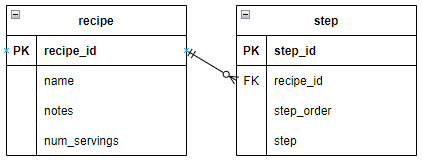 recipe
PK recipe_id
name
notes
num_servings
step
PK step_id
FK recipe_id
step_order
step